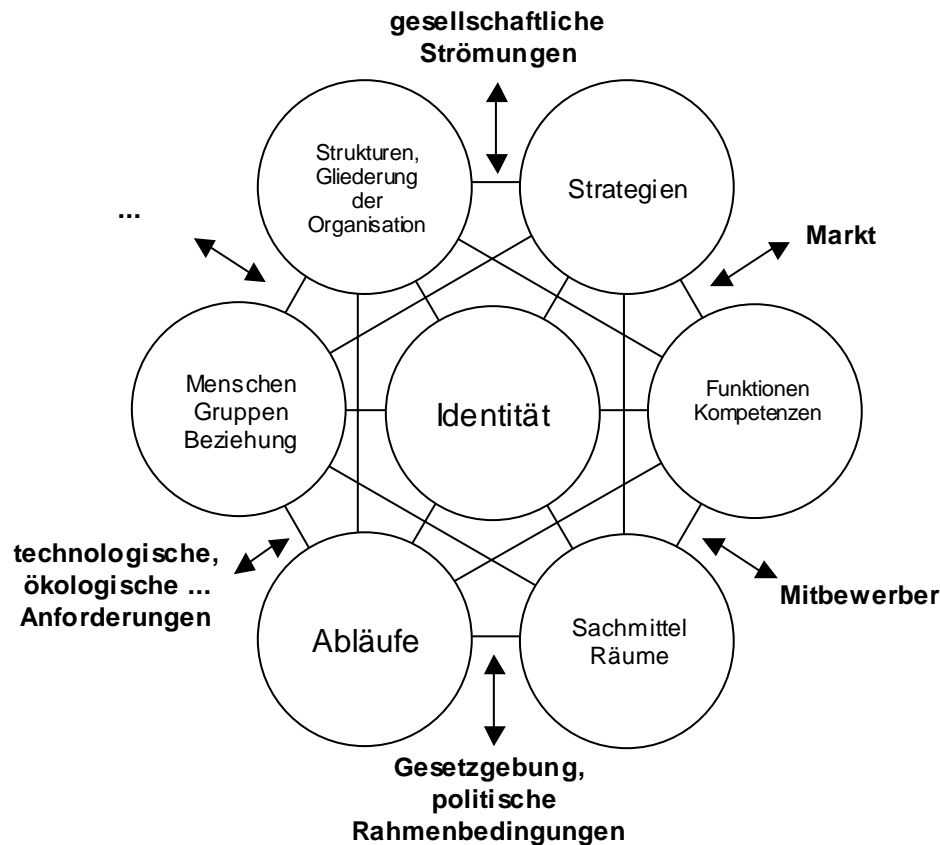 gesellschaftliche
Strömungen
Strukturen,
Gliederung
der
Organisation
Strategien
...
Markt
Menschen
Gruppen
Beziehung
Identität
Funktionen
Kompetenzen
technologische,
ökologische ...
Anforderungen
Mitbewerber
Abläufe
Sachmittel
Räume
Gesetzgebung,
politische
Rahmenbedingungen